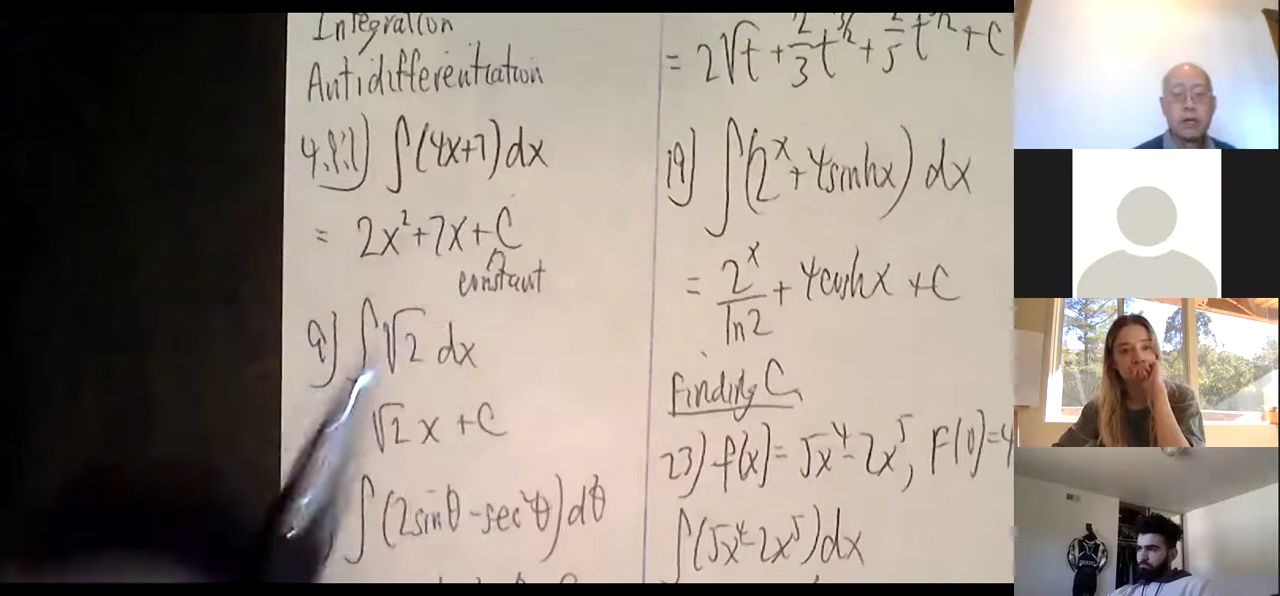 Integration
Antidifferentiation
4.9:1) ∫(4x+7)dx
= 2x²+7x+C
constant
9) ∫√2 dx
√2 x + C
∫(2sinθ-sec²θ)dθ
= 2√t + 2/3 t^3/2 + 2/5 t^5/2 + C
19) ∫(2^x+4sinhx) dx
= 2^x/ln2 + 4coshx + C
Finding C
23) f(x)=5x⁴-2x⁵, F(0)=4
∫(5x⁴-2x⁵)dx